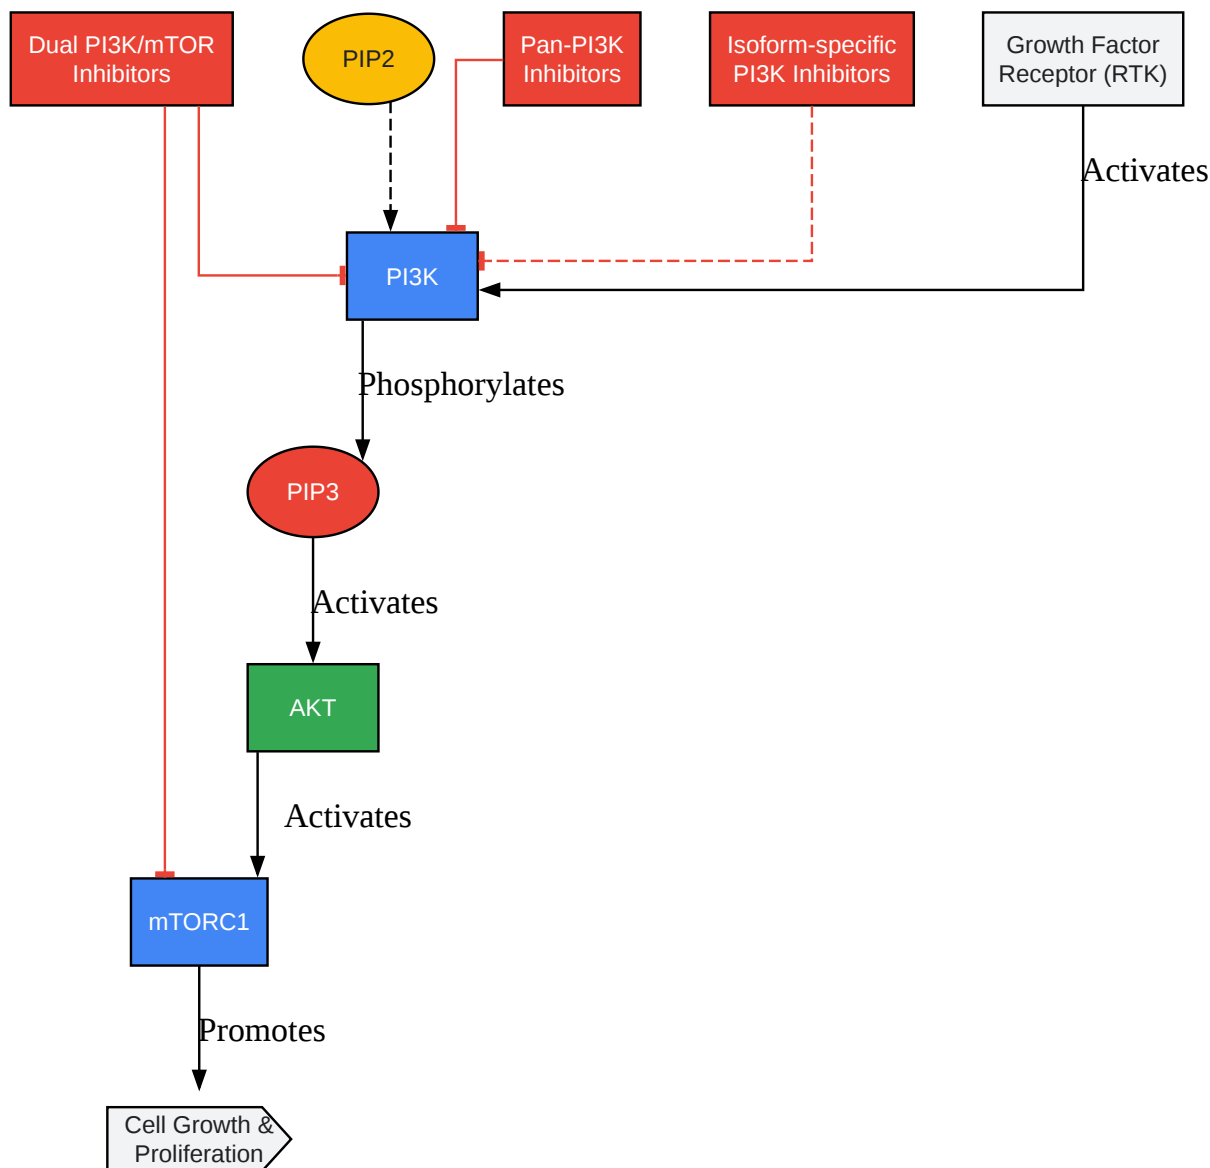 Dual PI3K/mTOR
Inhibitors
PIP2
Pan-PI3K
Inhibitors
Isoform-specific
PI3K Inhibitors
Growth Factor
Receptor (RTK)
Activates
PI3K
Phosphorylates
PIP3
Activates
AKT
Activates
mTORC1
Promotes
Cell Growth &
Proliferation